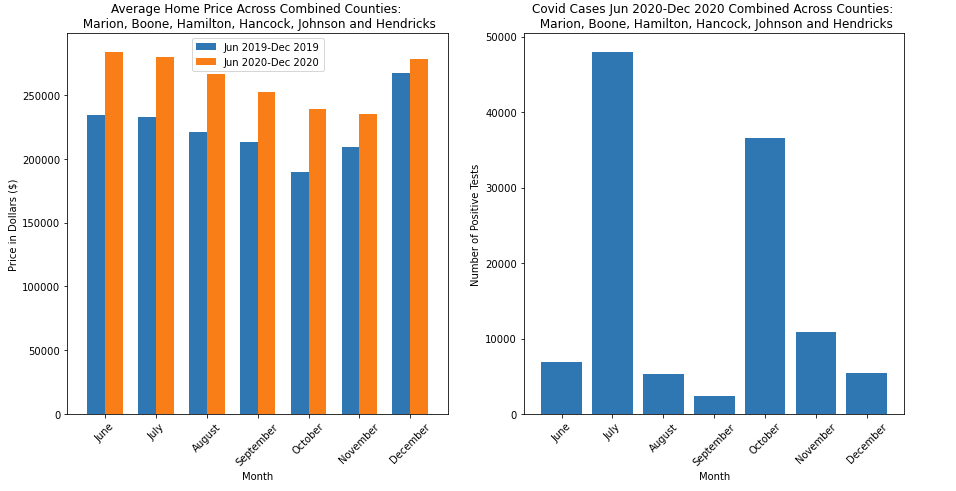 Average Home Price Across Combined Counties:
Marion, Boone, Hamilton, Hancock, Johnson and Hendricks
Jun 2019-Dec 2019
Jun 2020-Dec 2020
250000
200000
150000
100000
50000
0
Price in Dollars ($)
June
July
August
September
October
November
December
Month
Covid Cases Jun 2020-Dec 2020 Combined Across Counties:
Marion, Boone, Hamilton, Hancock, Johnson and Hendricks
50000
40000
30000
20000
10000
0
Number of Positive Tests
June
July
August
September
October
November
December
Month